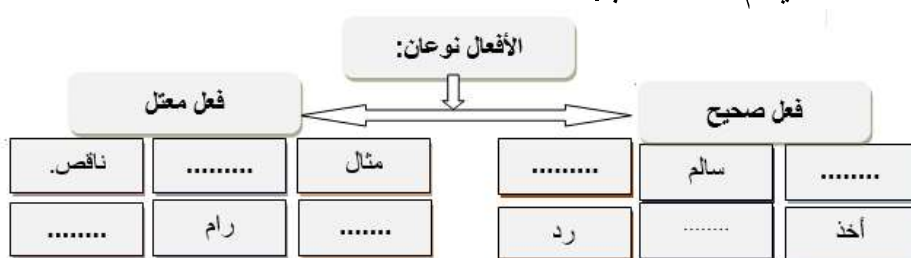 الأفعال نوعان:
فعل صحيح
فعل معتل
........ سالم .........
مثال ......... ناقص.
أخذ ........ رد
....... رام ........